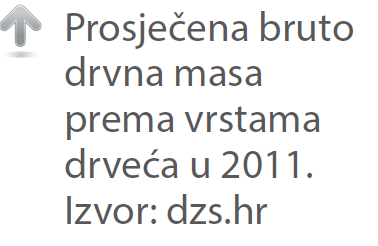 Prosječena bruto
drvna masa
prema vrstama
drveća u 2011.
Izvor: dzs.hr